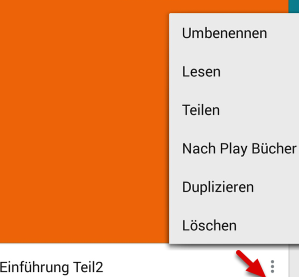 Umbenennen
Lesen
Teilen
Nach Play Bücher
Duplizieren
Löschen
Einführung Teil2